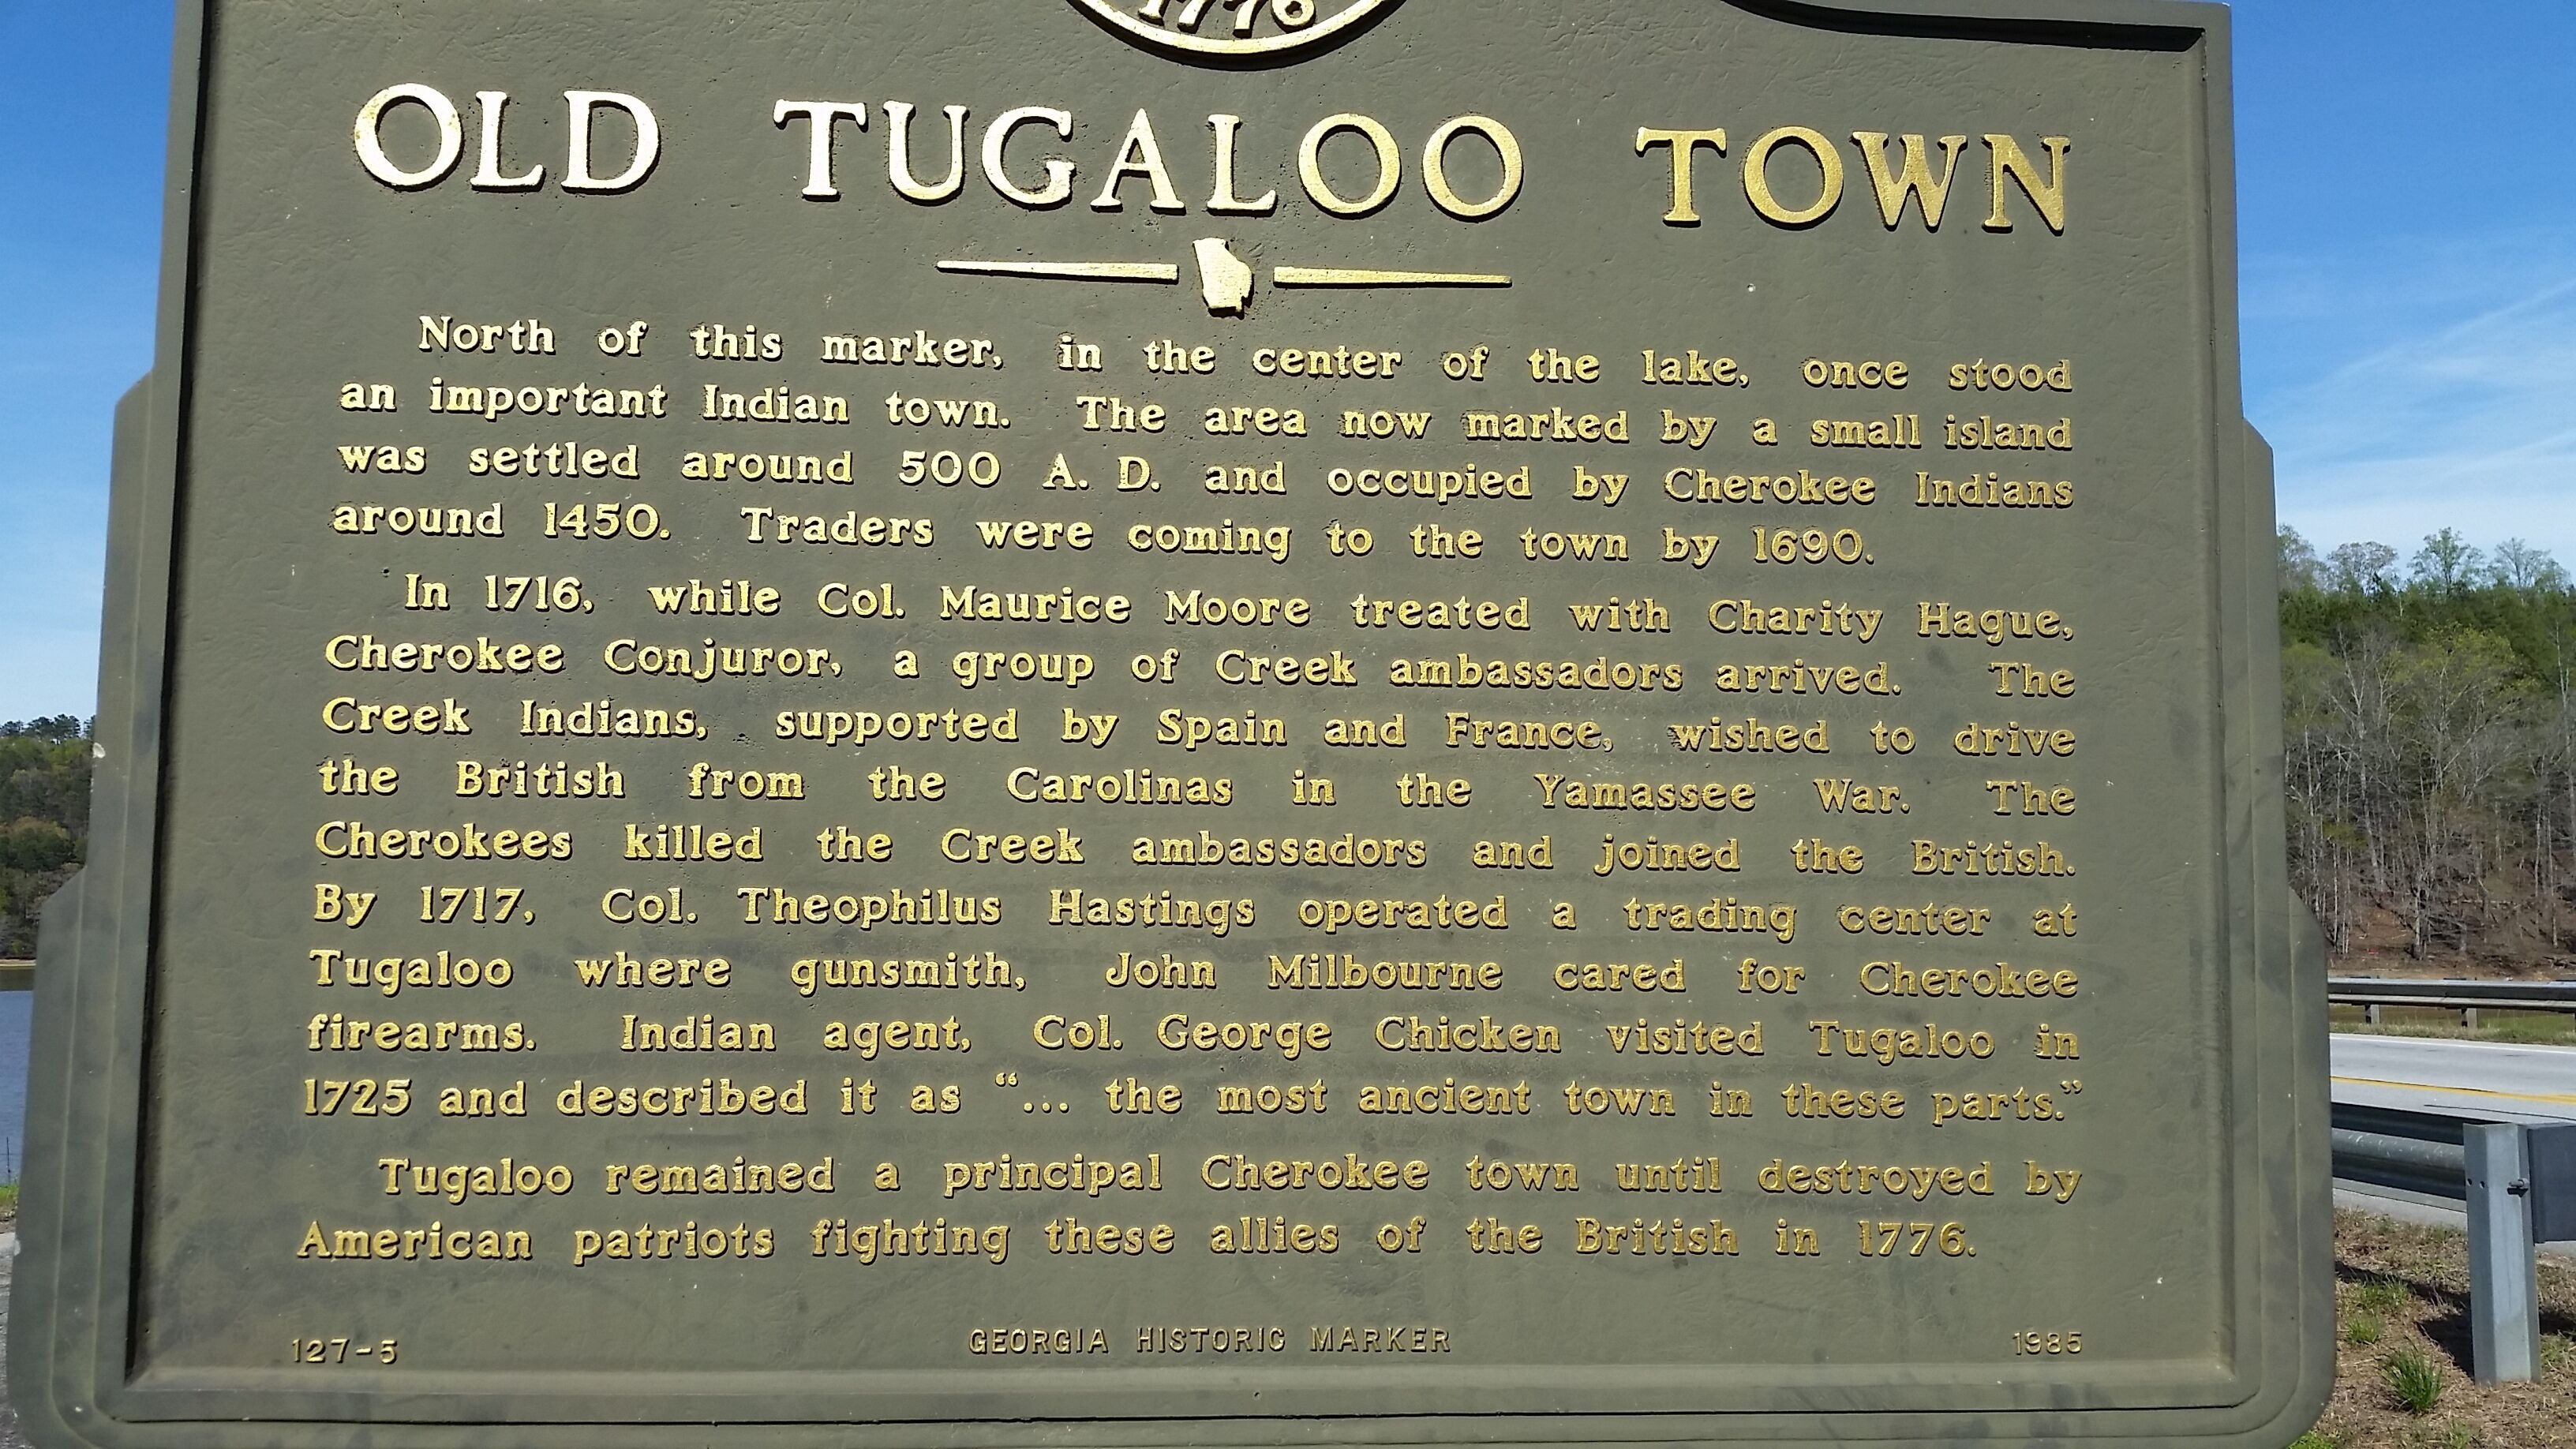 1776
OLD TUGALOO TOWN
North of this marker, in the center of the lake, once stood
an important Indian town. The area now marked by a small island
was settled around 500 A. D. and occupied by Cherokee Indians
around 1450. Traders were coming to the town by 1690.
In 1716, while Col. Maurice Moore treated with Charity Hague,
Cherokee Conjuror, a group of Creek ambassadors arrived. The
Creek Indians, supported by Spain and France, wished to drive
the British from the Carolinas in the Yamassee War. The
Cherokees killed the Creek ambassadors and joined the British.
By 1717, Col. Theophilus Hastings operated a trading center at
Tugaloo where gunsmith, John Milbourne cared for Cherokee
firearms. Indian agent, Col. George Chicken visited Tugaloo in
1725 and described it as “... the most ancient town in these parts.”
Tugaloo remained a principal Cherokee town until destroyed by
American patriots fighting these allies of the British in 1776.
127-5 GEORGIA HISTORIC MARKER 1985